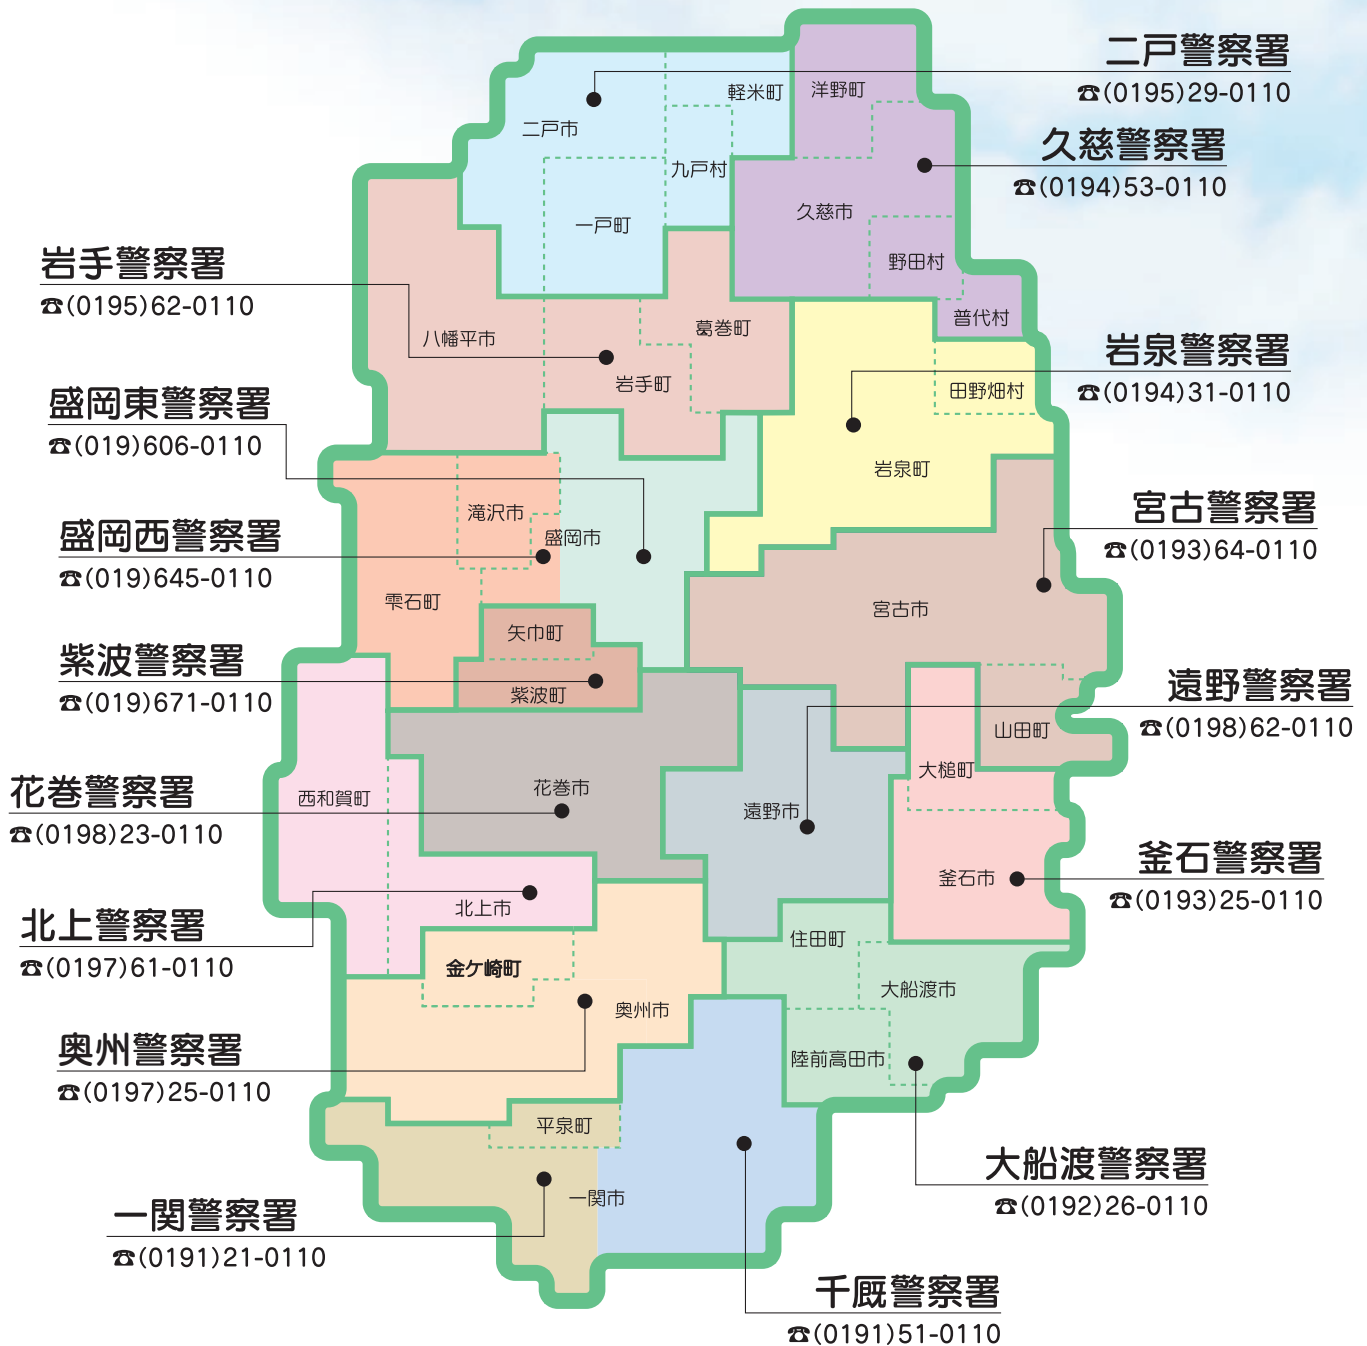 二戸警察署
☎(0195)29-0110
久慈警察署
☎(0194)53-0110
岩手警察署
☎(0195)62-0110
岩泉警察署
☎(0194)31-0110
盛岡東警察署
☎(019)606-0110
宮古警察署
☎(0193)64-0110
盛岡西警察署
☎(019)645-0110
紫波警察署
☎(019)671-0110
遠野警察署
☎(0198)62-0110
花巻警察署
☎(0198)23-0110
釜石警察署
☎(0193)25-0110
北上警察署
☎(0197)61-0110
奥州警察署
☎(0197)25-0110
大船渡警察署
☎(0192)26-0110
一関警察署
☎(0191)21-0110
千厩警察署
☎(0191)51-0110
軽米町
洋野町
二戸市
九戸村
久慈市
一戸町
野田村
普代村
葛巻町
八幡平市
岩手町
田野畑村
岩泉町
滝沢市
盛岡市
雫石町
宮古市
矢巾町
紫波町
山田町
大槌町
西和賀町
花巻市
遠野市
釜石市
北上市
住田町
金ケ崎町
大船渡市
奥州市
陸前高田市
平泉町
一関市